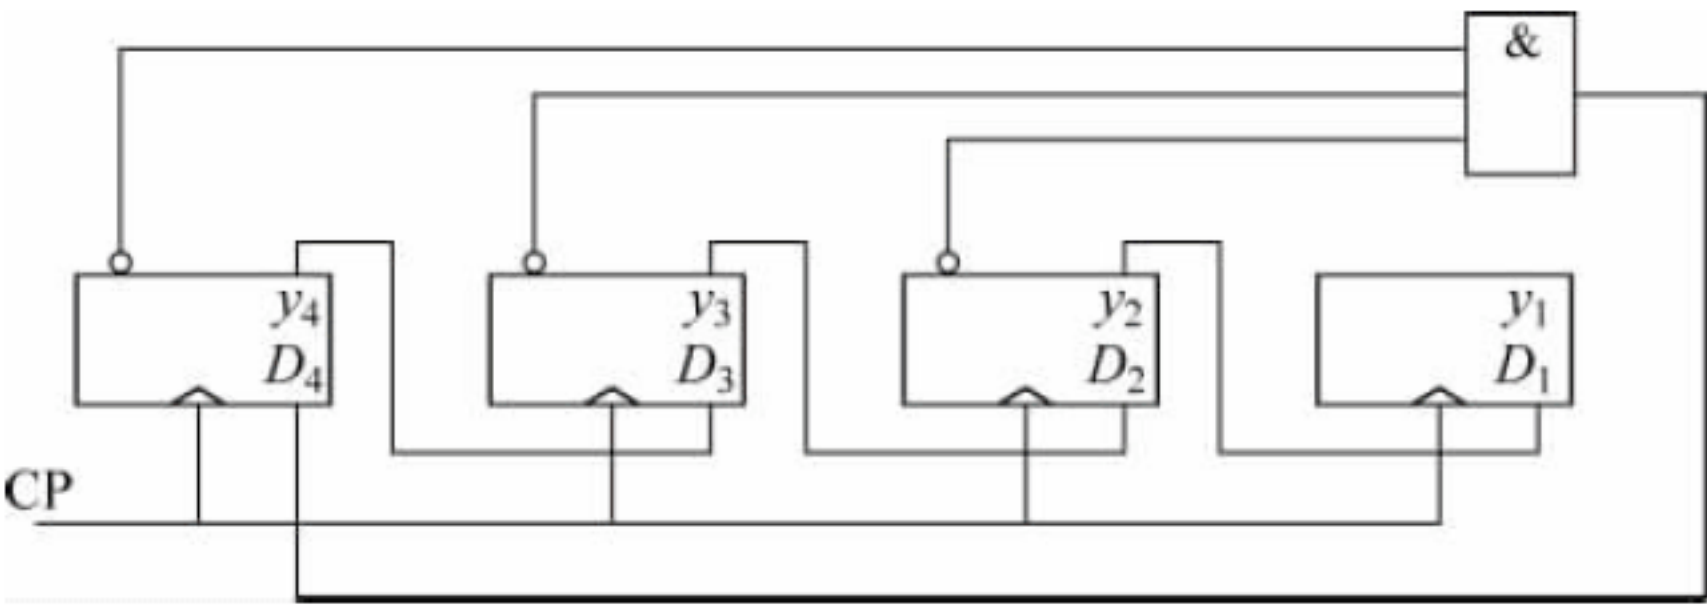 &
y₄ y₃ y₂ y₁
D₄ D₃ D₂ D₁
CP